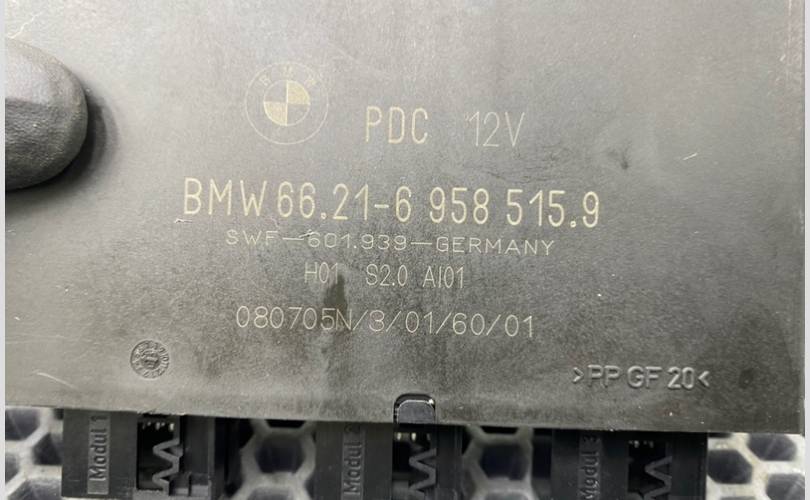 BMW
PDC 12V
BMW 66.21-6 958 515.9
SWF-601.939-GERMANY
H01 S2.0 AI01
080705N/3/01/60/01
>PP GF 20<
Modul 1
Modul 2
Modul 3